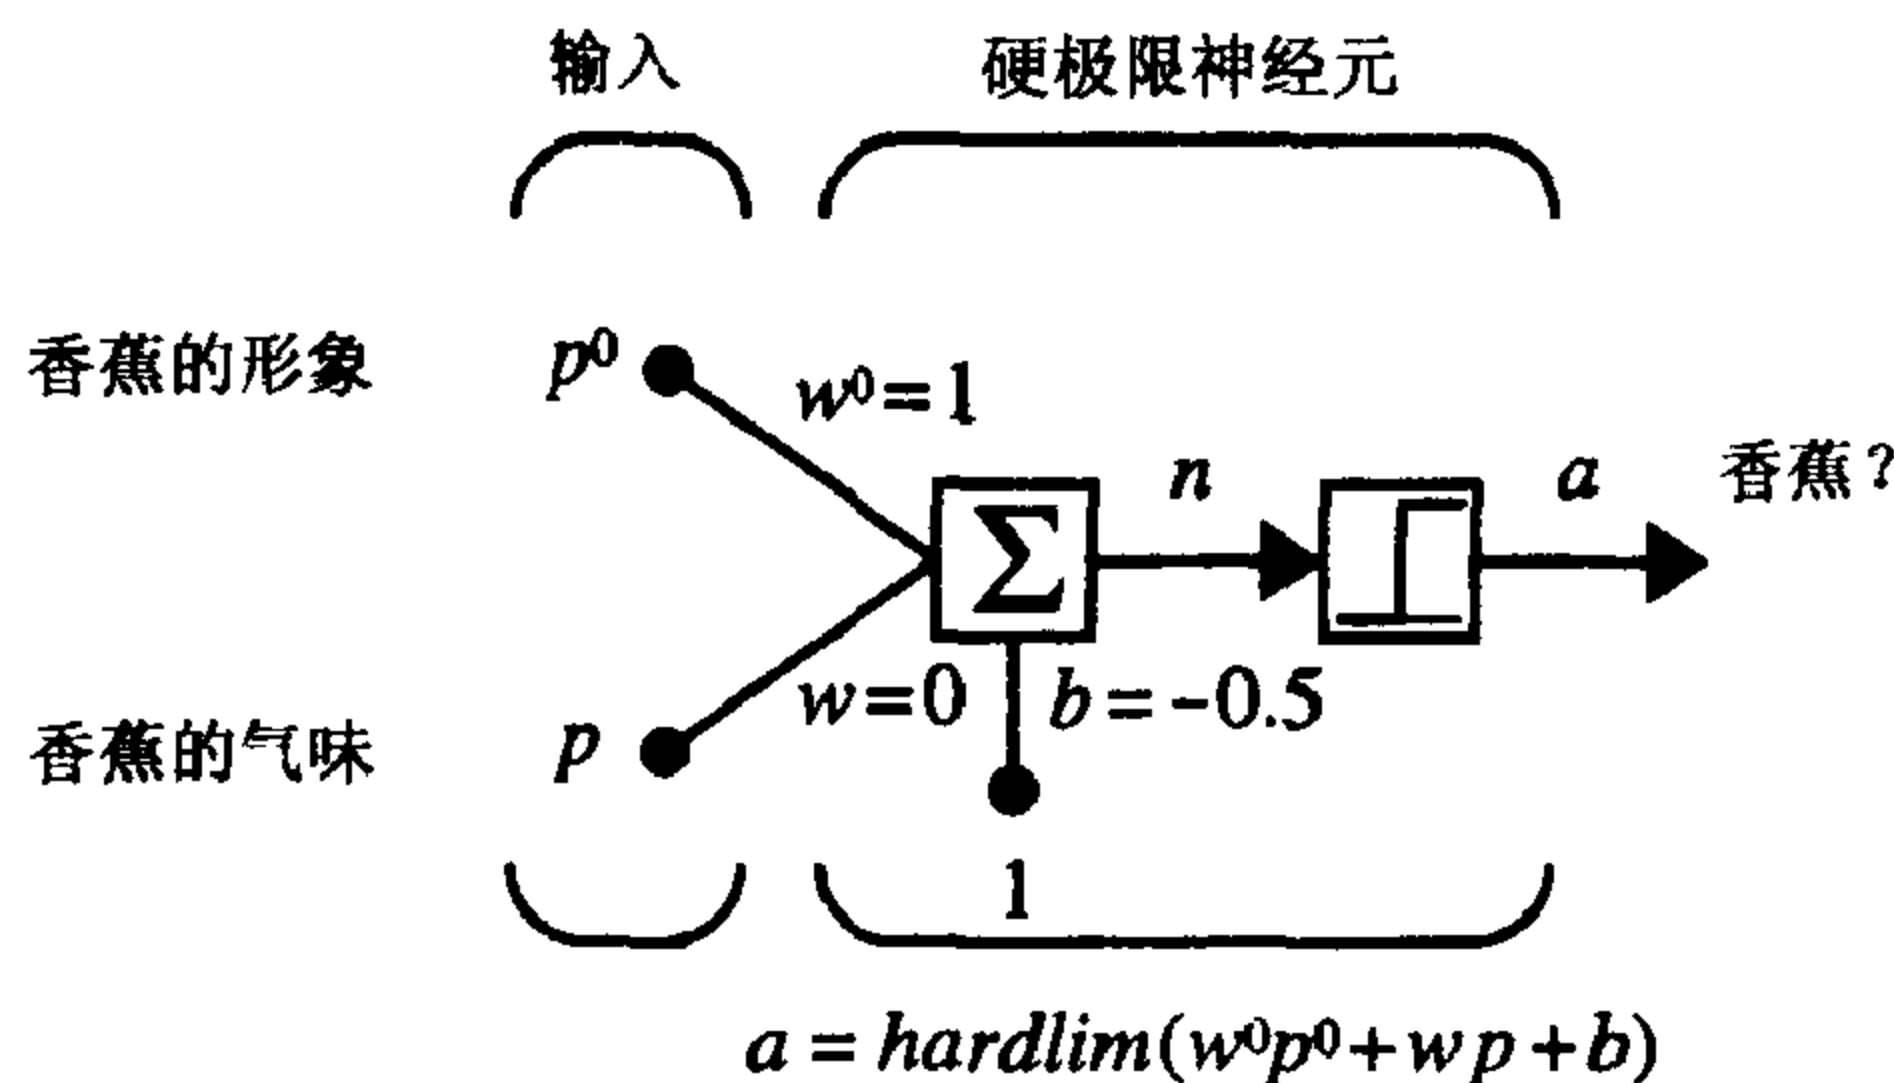 输入 硬极限神经元
香蕉的形象 p⁰ w⁰=1
n a 香蕉?
Σ
香蕉的气味 p w=0 b=-0.5
1
a = hardlim(w⁰p⁰+wp+b)